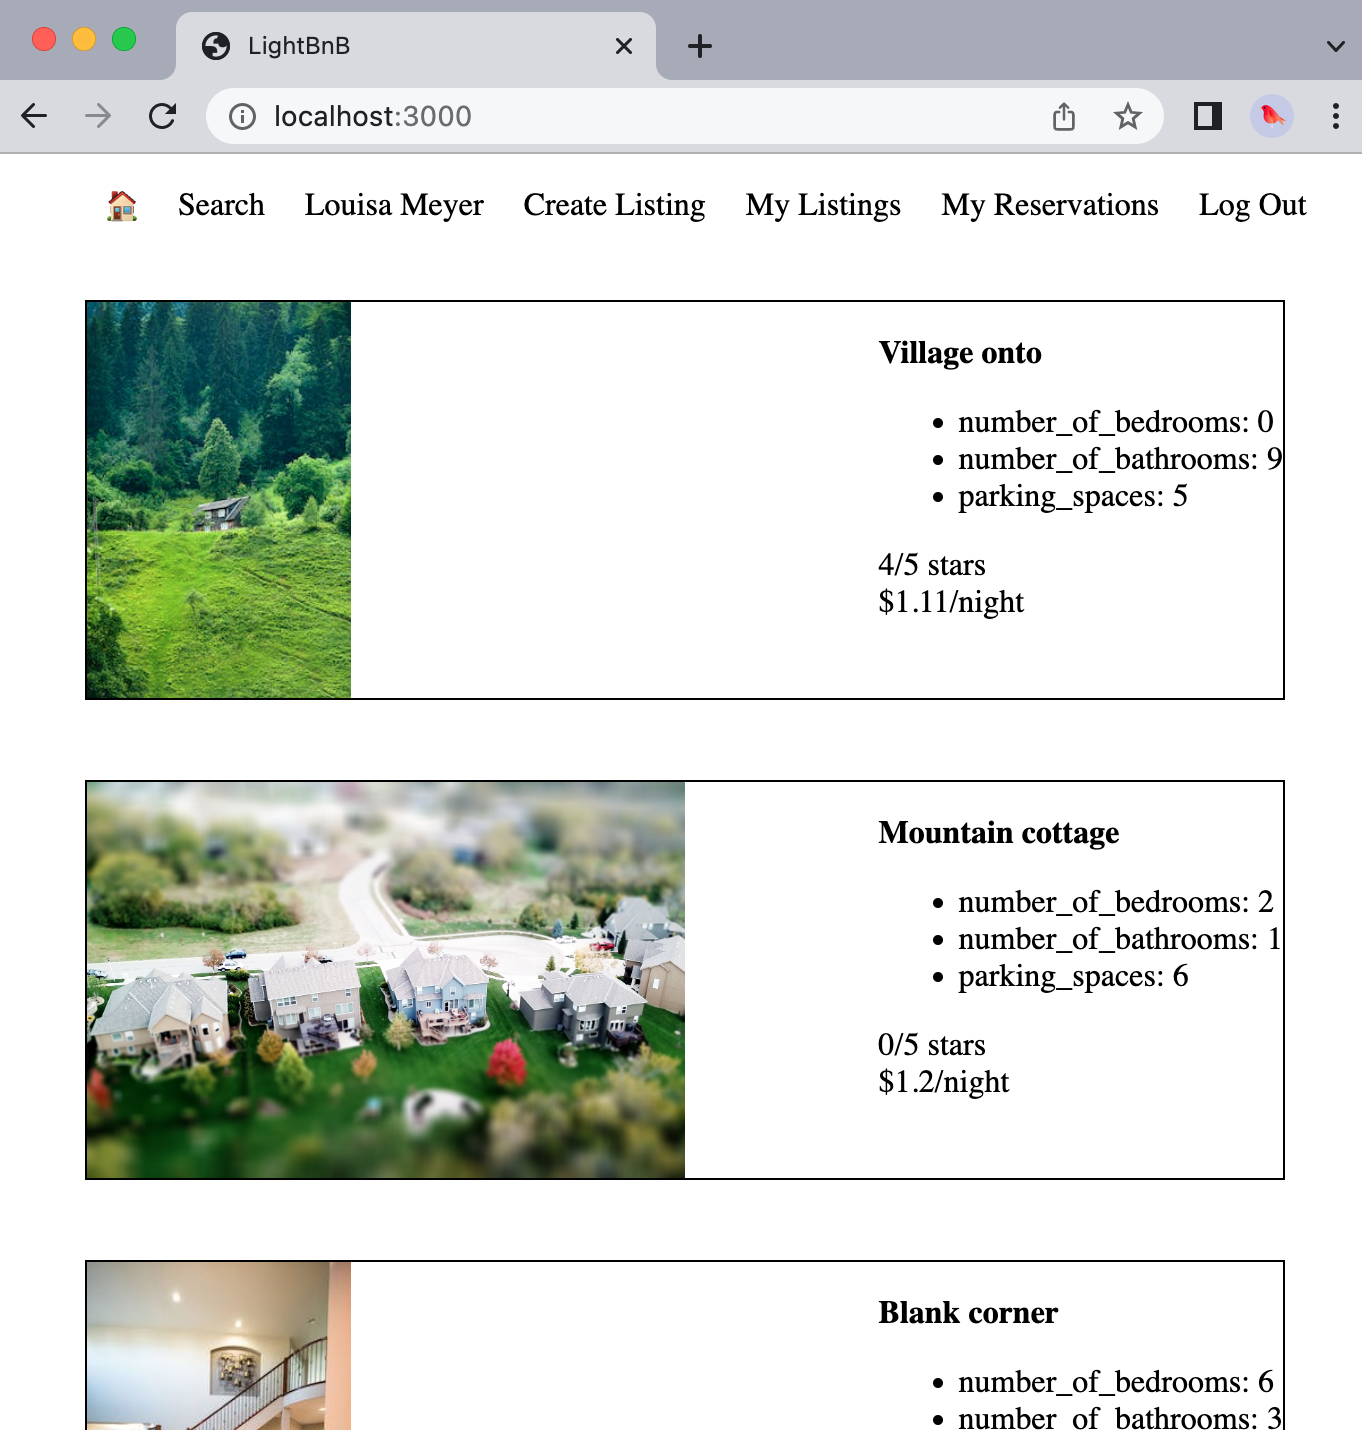 LightBnB
localhost:3000
Search Louisa Meyer Create Listing My Listings My Reservations Log Out
Village onto
• number_of_bedrooms: 0
• number_of_bathrooms: 9
• parking_spaces: 5
4/5 stars
$1.11/night
Mountain cottage
• number_of_bedrooms: 2
• number_of_bathrooms: 1
• parking_spaces: 6
0/5 stars
$1.2/night
Blank corner
• number_of_bedrooms: 6
• number_of_bathrooms: 3